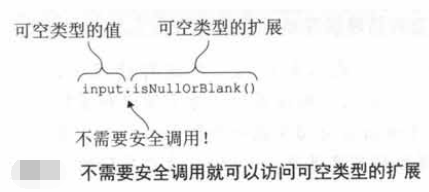 可空类型的值 可空类型的扩展
input.isNullOrBlank()
不需要安全调用！
不需要安全调用就可以访问可空类型的扩展